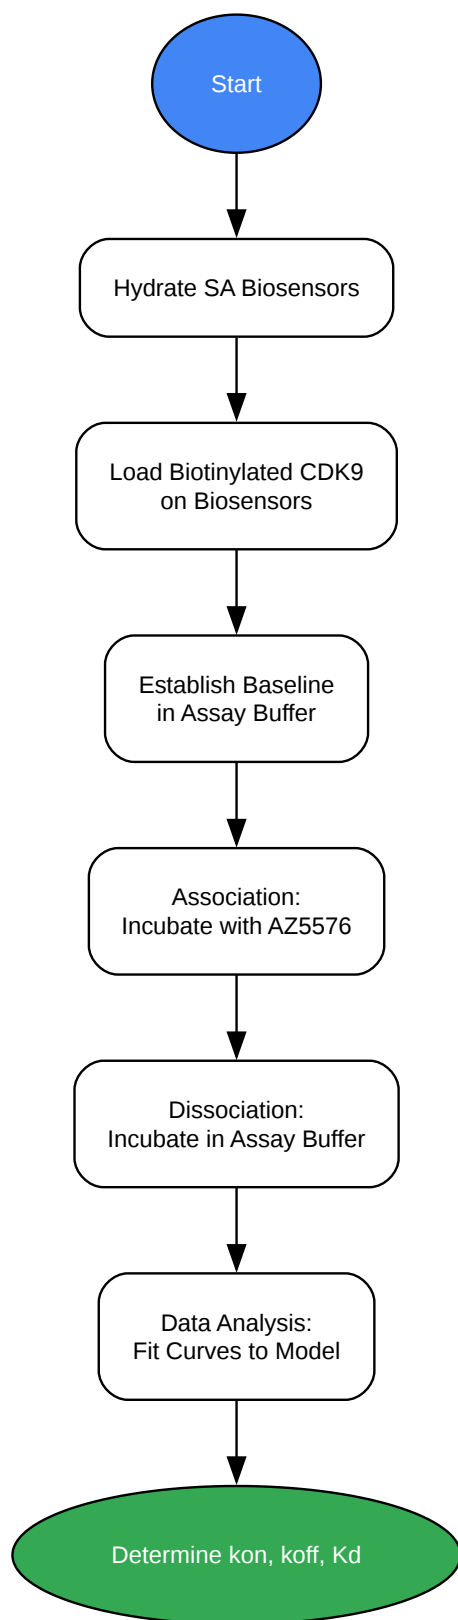 Start
Hydrate SA Biosensors
Load Biotinylated CDK9
on Biosensors
Establish Baseline
in Assay Buffer
Association:
Incubate with AZ5576
Dissociation:
Incubate in Assay Buffer
Data Analysis:
Fit Curves to Model
Determine kon, koff, Kd